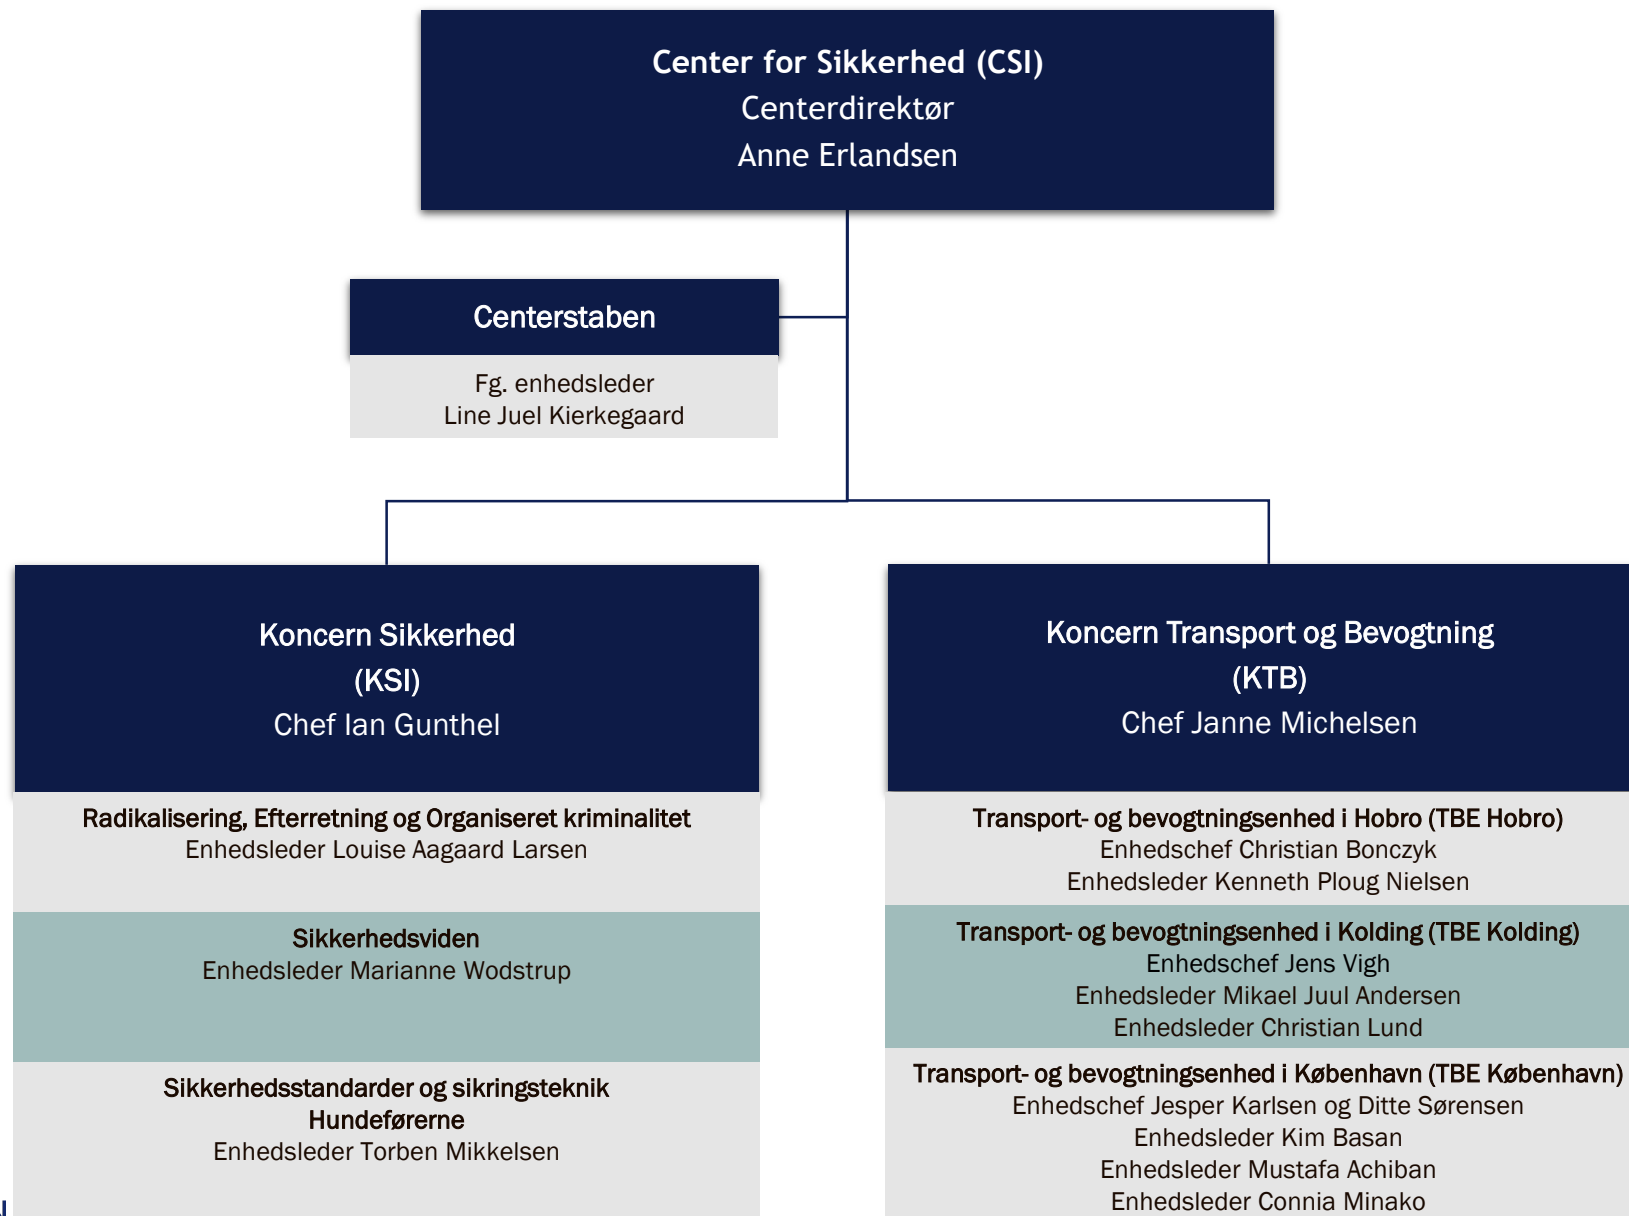 Center for Sikkerhed (CSI)
Centerdirektør
Anne Erlandsen
Centerstaben
Fg. enhedsleder
Line Juel Kierkegaard
Koncern Sikkerhed
(KSI)
Chef Ian Gunthel
Radikalisering, Efterretning og Organiseret kriminalitet
Enhedsleder Louise Aagaard Larsen
Sikkerhedsviden
Enhedsleder Marianne Wodstrup
Sikkerhedsstandarder og sikringsteknik
Hundeførerne
Enhedsleder Torben Mikkelsen
Koncern Transport og Bevogtning
(KTB)
Chef Janne Michelsen
Transport- og bevogtningsenhed i Hobro (TBE Hobro)
Enhedschef Christian Bonczyk
Enhedsleder Kenneth Ploug Nielsen
Transport- og bevogtningsenhed i Kolding (TBE Kolding)
Enhedschef Jens Vigh
Enhedsleder Mikael Juul Andersen
Enhedsleder Christian Lund
Transport- og bevogtningsenhed i København (TBE København)
Enhedschef Jesper Karlsen og Ditte Sørensen
Enhedsleder Kim Basan
Enhedsleder Mustafa Achiban
Enhedsleder Connia Minako